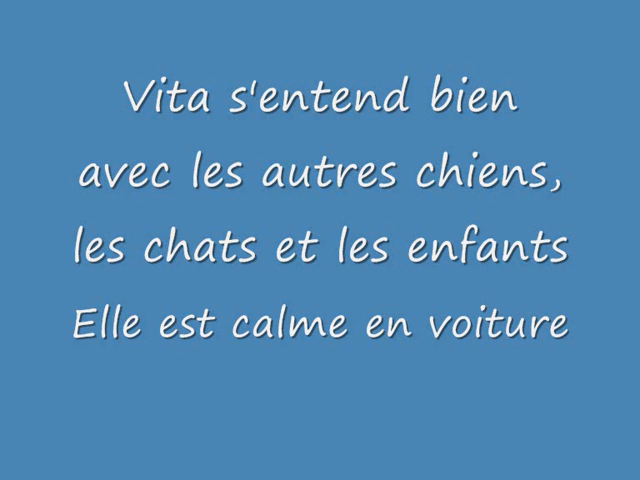 Vita s'entend bien
avec les autres chiens,
les chats et les enfants
Elle est calme en voiture